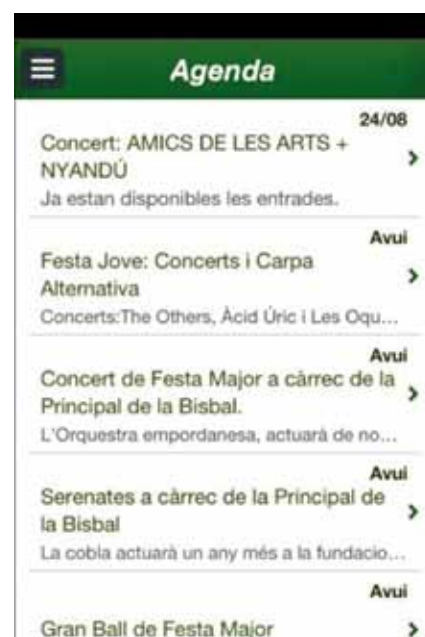 Agenda
24/08
Concert: AMICS DE LES ARTS +
NYANDÚ
Ja estan disponibles les entrades.
Avui
Festa Jove: Concerts i Carpa
Alternativa
Concerts:The Others, Àcid Úric i Les Oqu...
Avui
Concert de Festa Major a càrrec de la
Principal de la Bisbal.
L'Orquestra empordanesa, actuarà de no...
Avui
Serenates a càrrec de la Principal de
la Bisbal
La cobla actuarà un any més a la fundacio...
Avui
Gran Ball de Festa Major